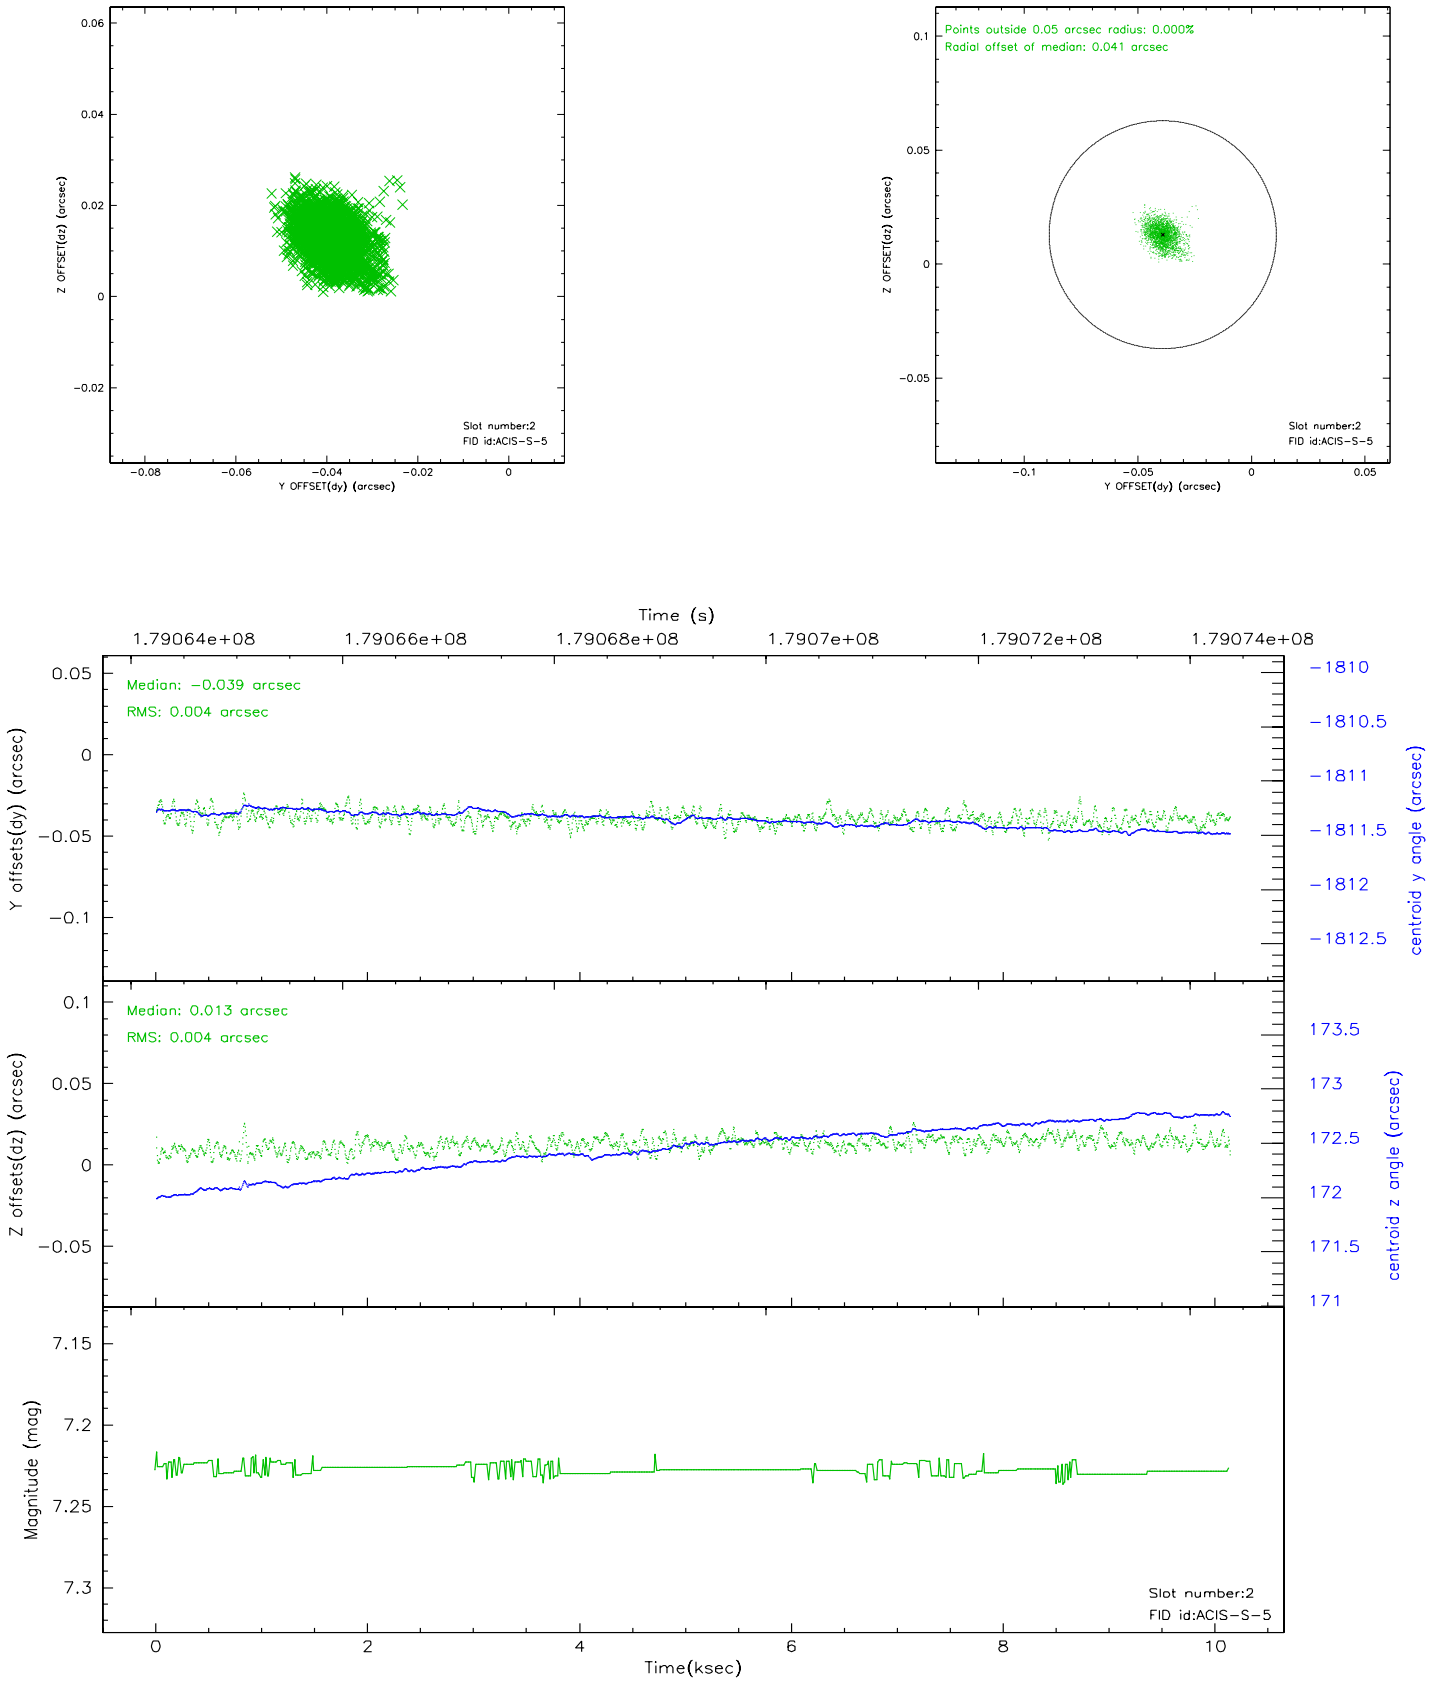 0.06
0.04
0.02
0
−0.02
Z OFFSET(dz) (arcsec)
Slot number:2
FID id:ACIS−S−5
−0.08
−0.06
−0.04
−0.02
0
Y OFFSET(dy) (arcsec)
Points outside 0.05 arcsec radius: 0.000%
Radial offset of median: 0.041 arcsec
0.1
0.05
0
−0.05
Z OFFSET(dz) (arcsec)
Slot number:2
FID id:ACIS−S−5
−0.1
−0.05
0
0.05
Y OFFSET(dy) (arcsec)
Time (s)
1.79064e+08
1.79066e+08
1.79068e+08
1.7907e+08
1.79072e+08
1.79074e+08
Median: −0.039 arcsec
RMS: 0.004 arcsec
0.05
0
−0.05
−0.1
Y offsets(dy) (arcsec)
−1810
−1810.5
−1811
−1811.5
−1812
−1812.5
centroid y angle (arcsec)
Median: 0.013 arcsec
RMS: 0.004 arcsec
0.1
0.05
0
−0.05
Z offsets(dz) (arcsec)
173.5
173
172.5
172
171.5
171
centroid z angle (arcsec)
7.15
7.2
7.25
7.3
Magnitude (mag)
Slot number:2
FID id:ACIS−S−5
0
2
4
6
8
10
Time(ksec)